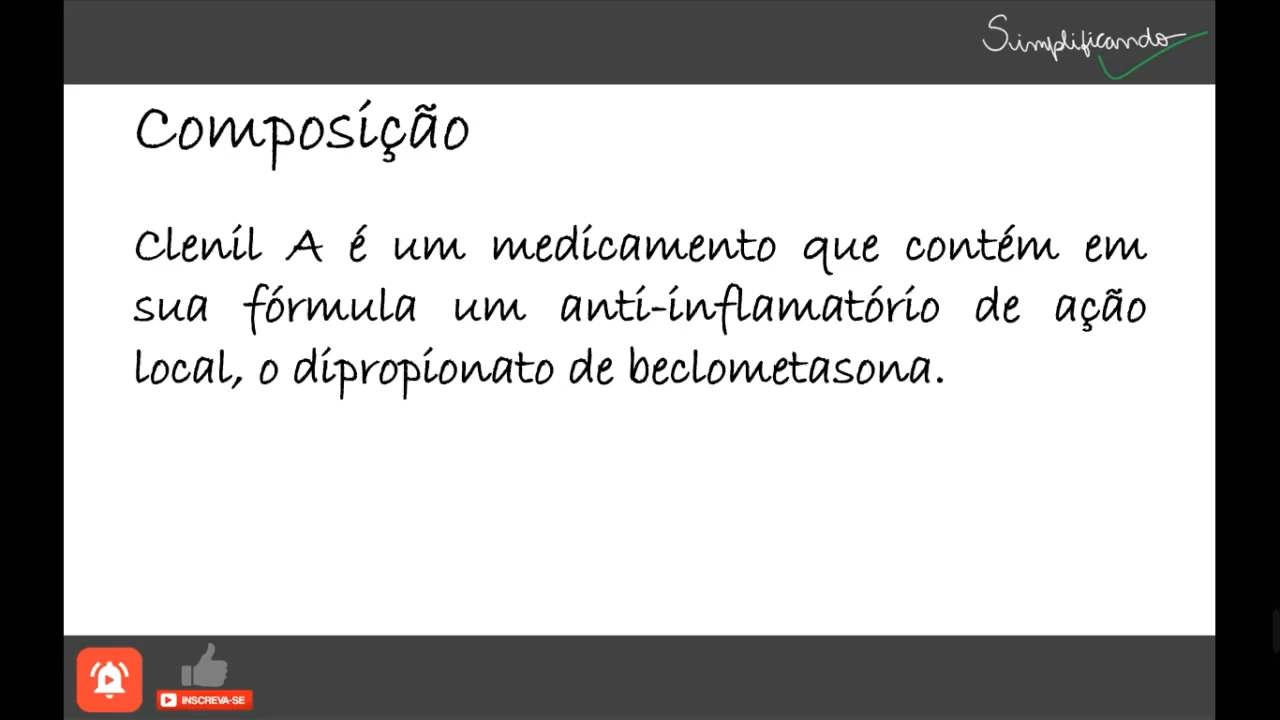 Simplificando
Composição
Clenil A é um medicamento que contém em
sua fórmula um anti-inflamatório de ação
local, o dipropionato de beclometasona.
INSCREVA-SE